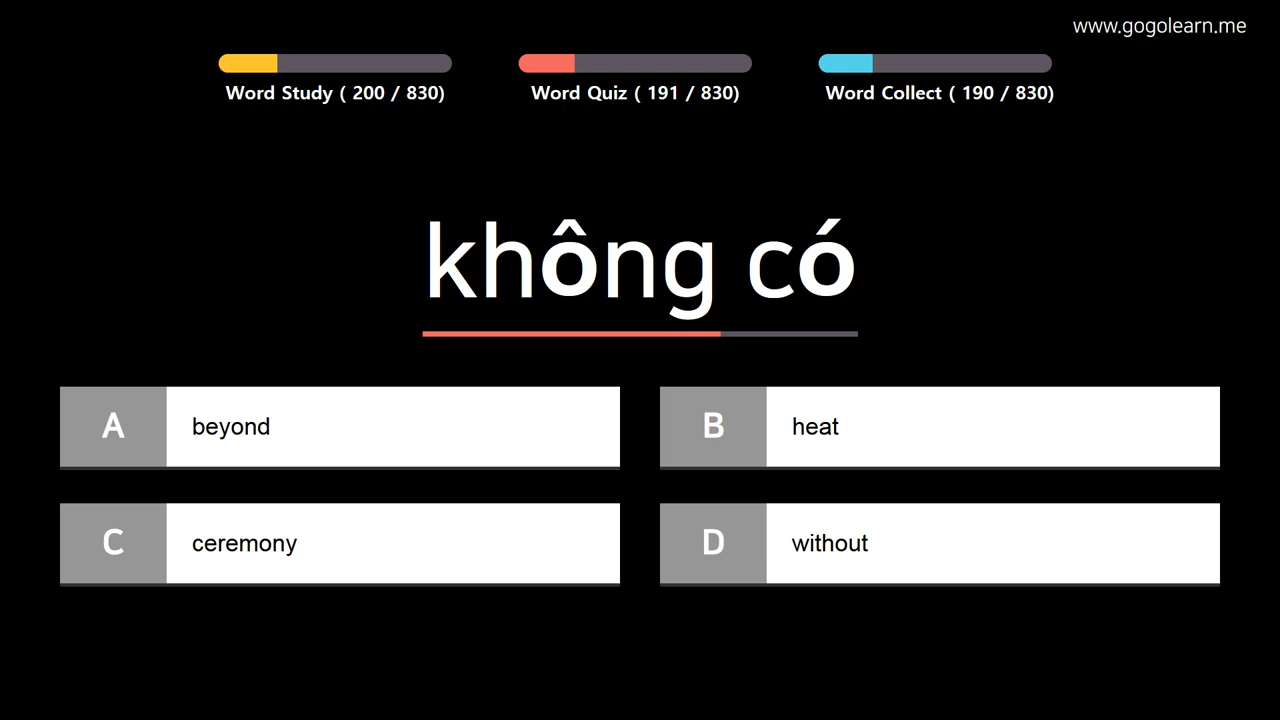 www.gogolearn.me
Word Study ( 200 / 830)
Word Quiz ( 191 / 830)
Word Collect ( 190 / 830)
không có
A beyond
B heat
C ceremony
D without